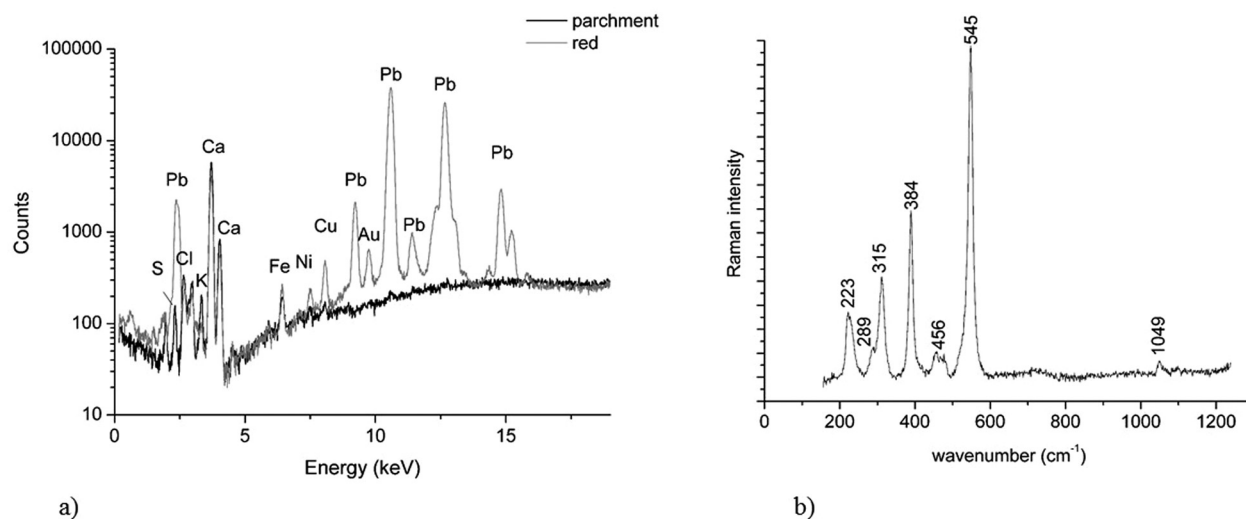 parchment
red
100000
10000
1000
100
10
Counts
S
Pb
Cl
K
Ca
Ca
Fe
Ni
Cu
Pb
Au
Pb
Pb
Pb
Pb
0
5
10
15
Energy (keV)
a)
Raman intensity
223
289
315
384
456
545
1049
0
200
400
600
800
1000
1200
wavenumber (cm⁻¹)
b)